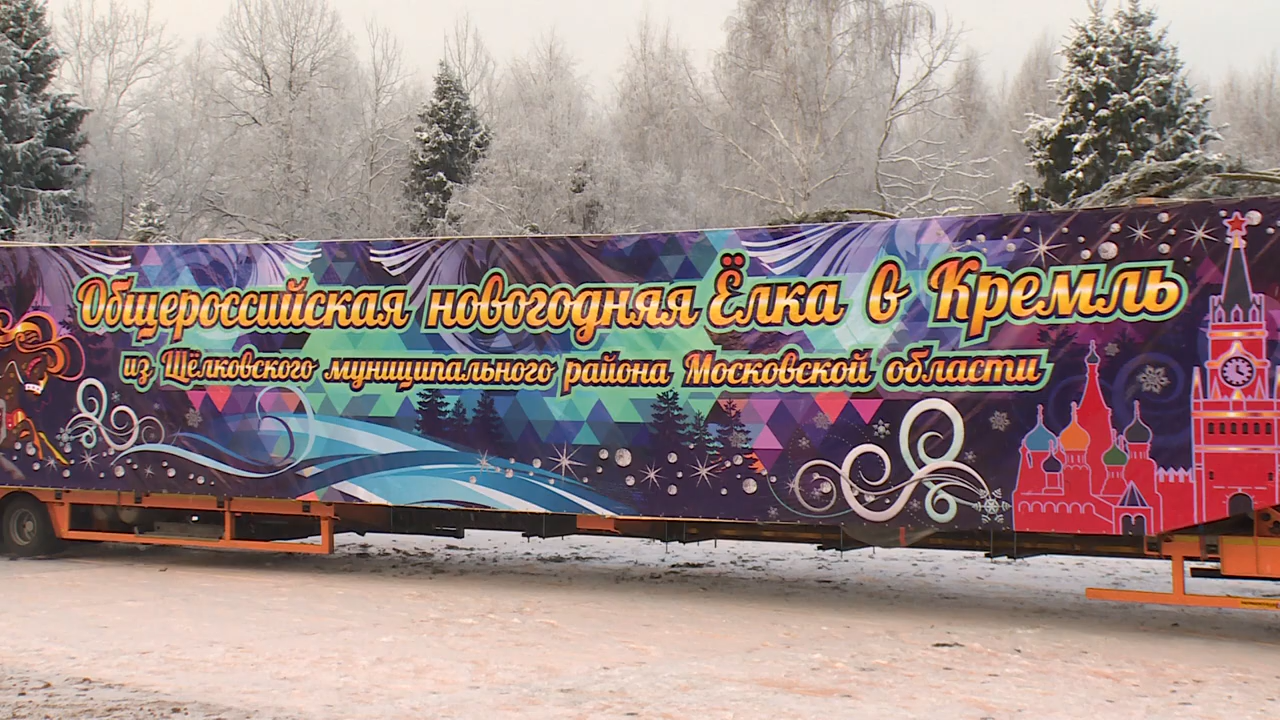 Общероссийская новогодняя Ёлка в Кремль
из Щёлковского муниципального района Московской области